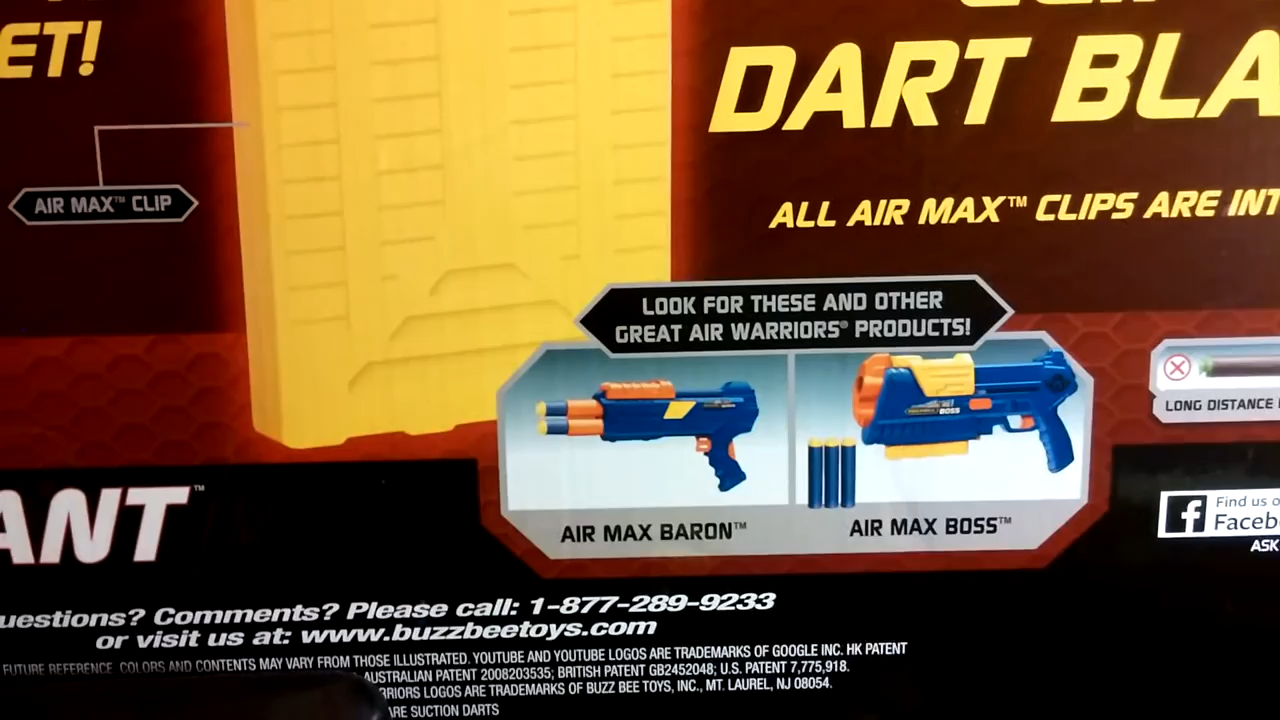 ET!
DART BLA
AIR MAX™ CLIP
ALL AIR MAX™ CLIPS ARE INT
LOOK FOR THESE AND OTHER
GREAT AIR WARRIORS® PRODUCTS!
BOSS
LONG DISTANCE
AIR MAX BARON™
AIR MAX BOSS™
ANT™
Find us o
Facebo
ASK
uestions? Comments? Please call: 1-877-289-9233
or visit us at: www.buzzbeetoys.com
FUTURE REFERENCE. COLORS AND CONTENTS MAY VARY FROM THOSE ILLUSTRATED. YOUTUBE AND YOUTUBE LOGOS ARE TRADEMARKS OF GOOGLE INC. HK PATENT
AUSTRALIAN PATENT 2008203535; BRITISH PATENT GB2452048; U.S. PATENT 7,775,918.
RRIORS LOGOS ARE TRADEMARKS OF BUZZ BEE TOYS, INC., MT. LAUREL, NJ 08054.
ARE SUCTION DARTS